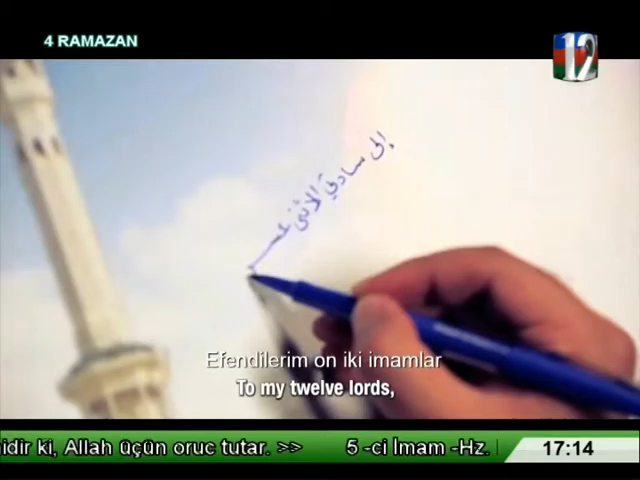 4 RAMAZAN
12
إلى سادتي الاثني عشر
Efendilerim on iki imamlar
To my twelve lords,
idir ki, Allah üçün oruc tutar. >> 5 -ci İmam -Hz.
17:14